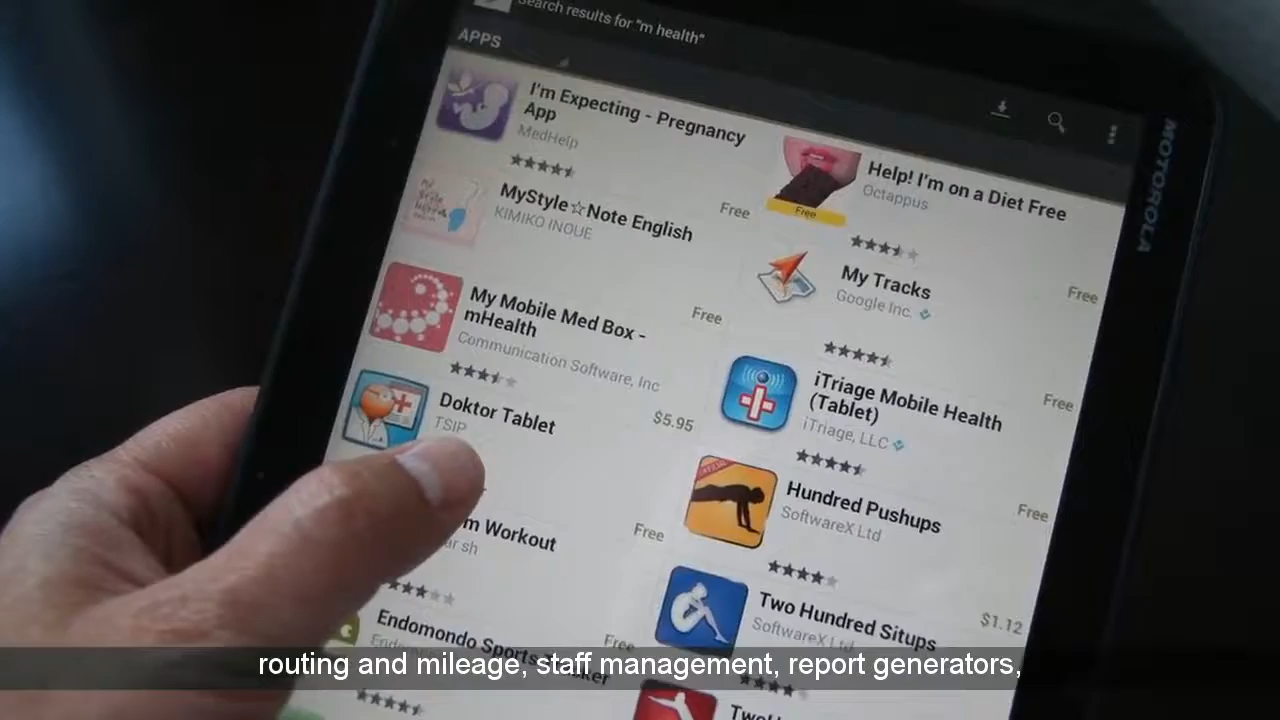 Search results for "m health"
APPS
I'm Expecting - Pregnancy
App
MedHelp
Free
MyStyle☆Note English
KIMIKO INOUE
Free
My Mobile Med Box -
mHealth
Communication Software, Inc
$5.95
Doktor Tablet
TSIP
Free
m Workout
ar sh
Free
Endomondo Sports
Help! I'm on a Diet Free
Octappus
Free
Free
My Tracks
Google Inc.
Free
iTriage Mobile Health
(Tablet)
iTriage, LLC
Free
Hundred Pushups
SoftwareX Ltd
$1.12
Two Hundred Situps
SoftwareX Ltd
MOTOROLA
routing and mileage, staff management, report generators,